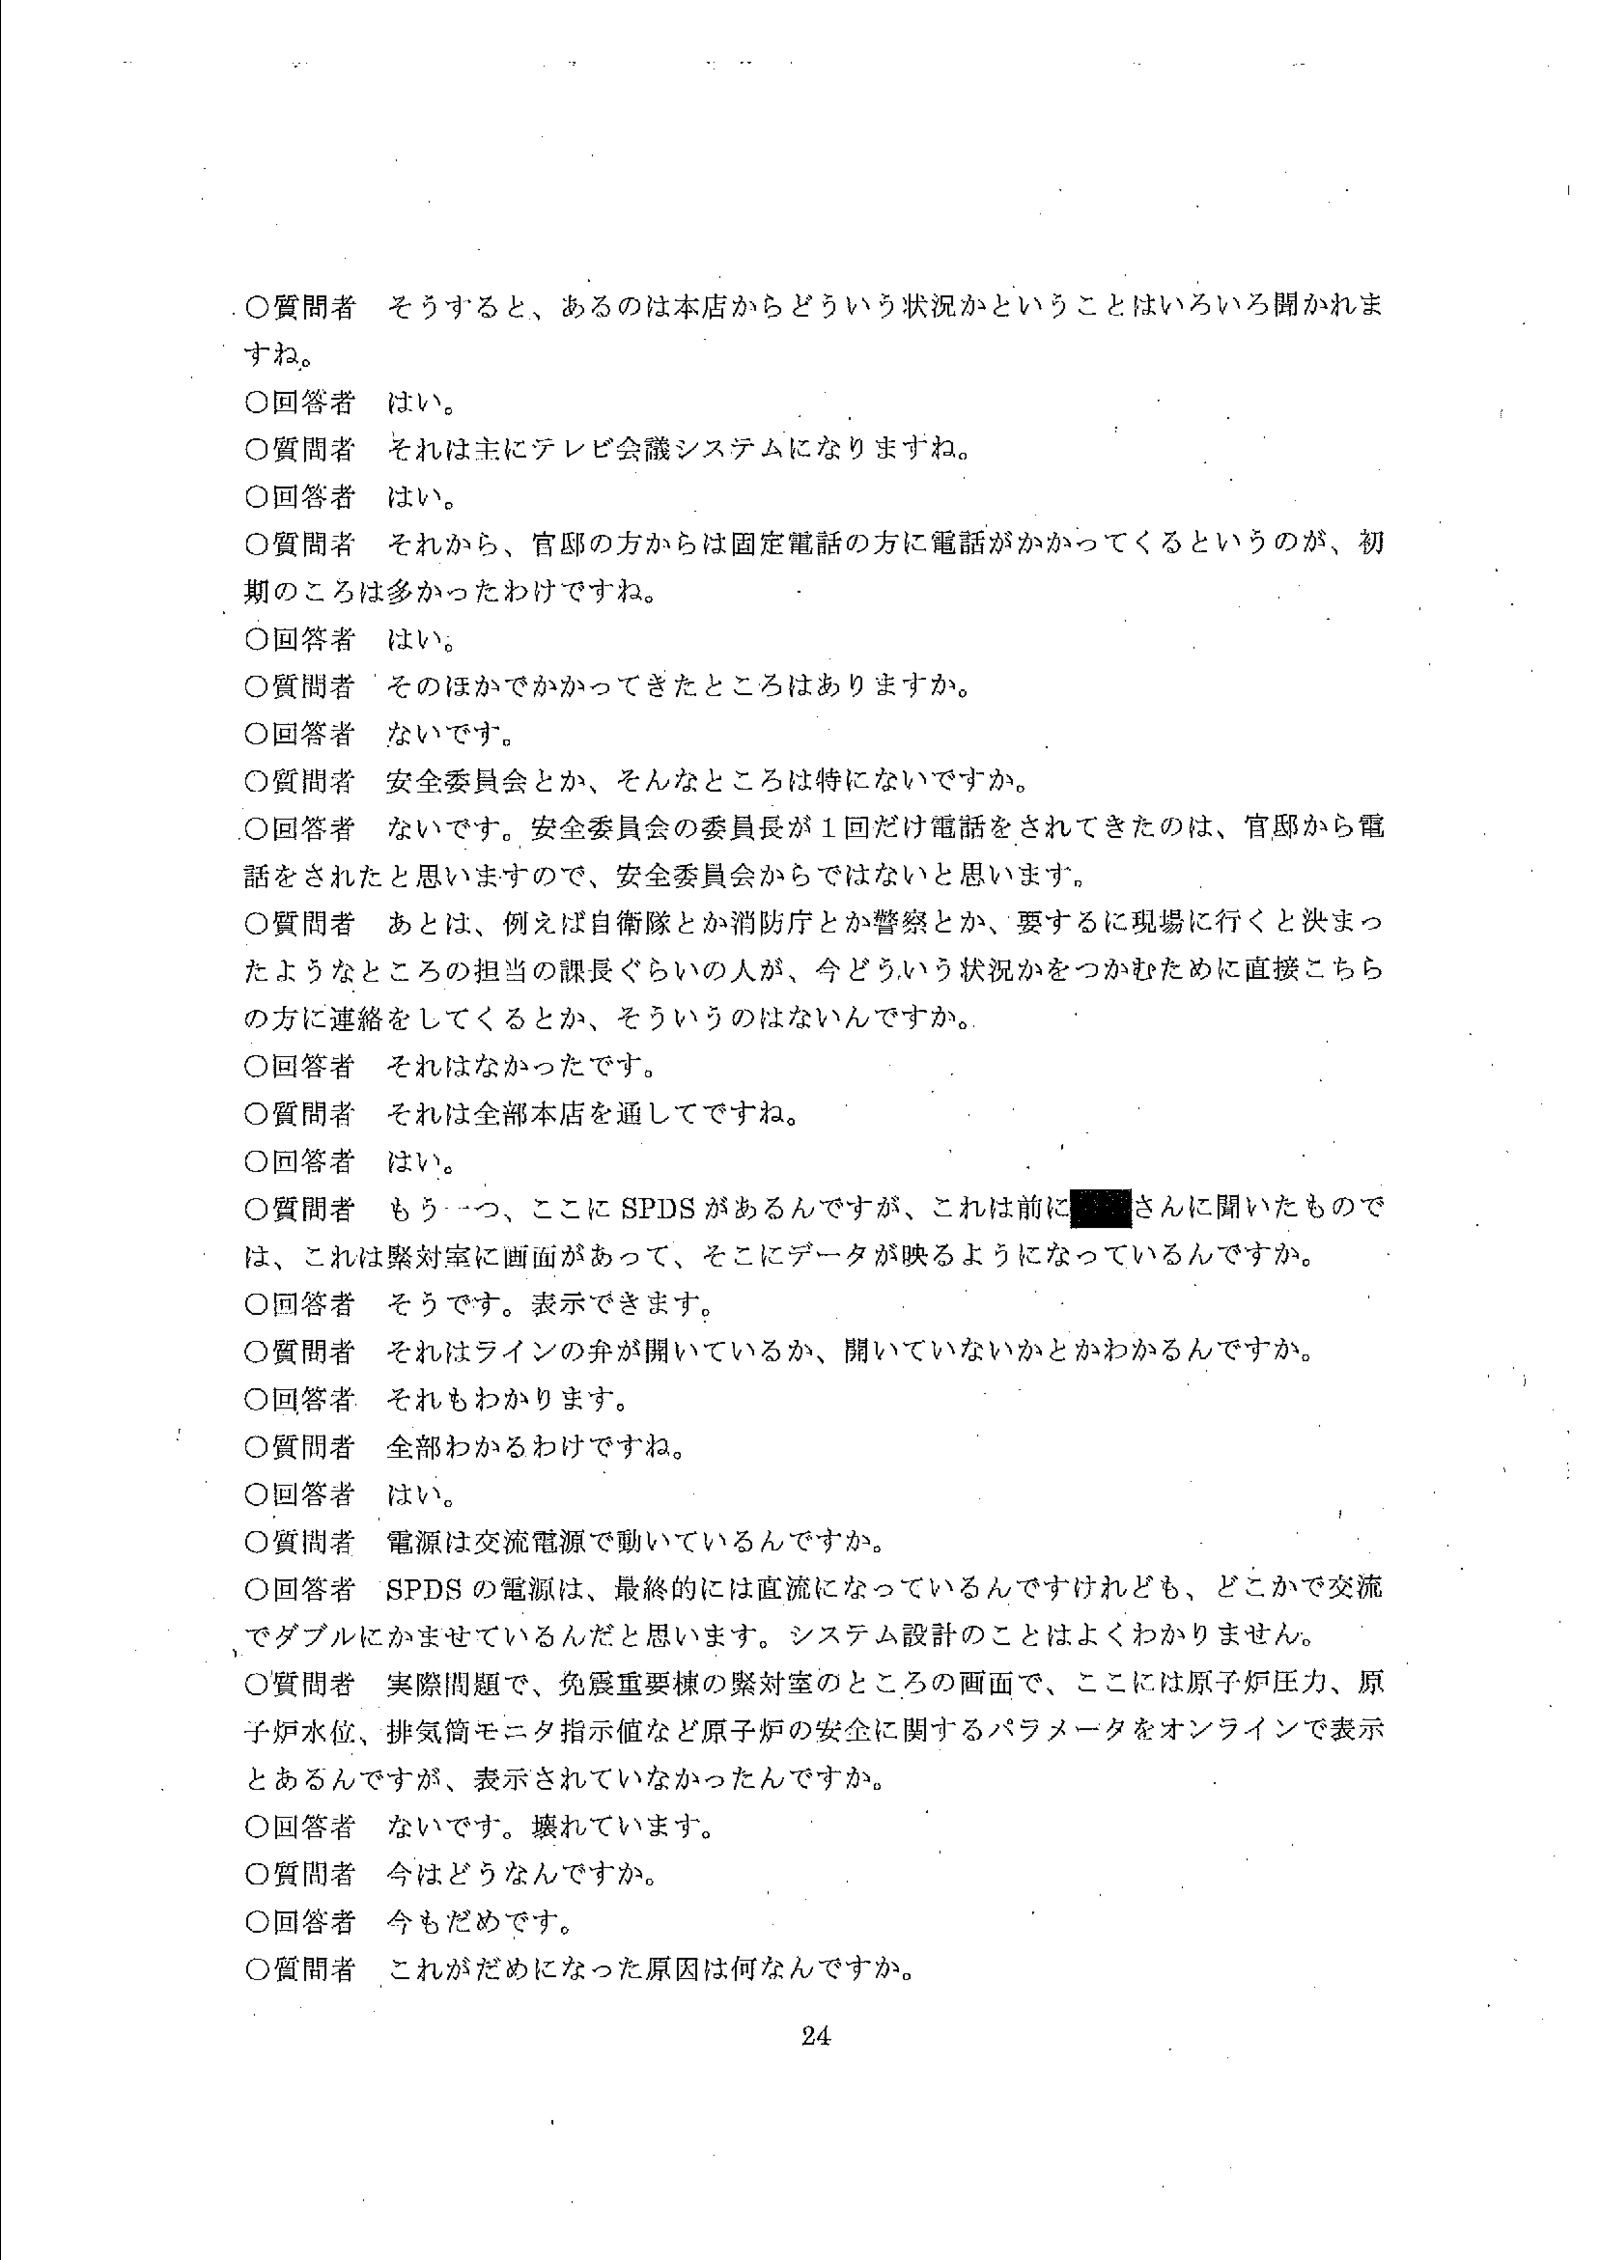 ○質問者　そうすると、あるのは本店からどういう状況かということはいろいろ聞かれま
すね。
○回答者　はい。
○質問者　それは主にテレビ会議システムになりますね。
○回答者　はい。
○質問者　それから、官邸の方からは固定電話の方に電話がかかってくるというのが、初
期のころは多かったわけですね。
○回答者　はい。
○質問者　そのほかでかかってきたところはありますか。
○回答者　ないです。
○質問者　安全委員会とか、そんなところは特にないですか。
○回答者　ないです。安全委員会の委員長が１回だけ電話をされてきたのは、官邸から電
話をされたと思いますので、安全委員会からではないと思います。
○質問者　あとは、例えば自衛隊とか消防庁とか警察とか、要するに現場に行くと決まっ
たようなところの担当の課長ぐらいの人が、今どういう状況かをつかむために直接こちら
の方に連絡をしてくるとか、そういうのはないんですか。
○回答者　それはなかったです。
○質問者　それは全部本店を通してですね。
○回答者　はい。
○質問者　もう一つ、ここに SPDS があるんですが、これは前にさんに聞いたもので
は、これは緊対室に画面があって、そこにデータが映るようになっているんですか。
○回答者　そうです。表示できます。
○質問者　それはラインの弁が開いているか、開いていないかとかわかるんですか。
○回答者　それもわかります。
○質問者　全部わかるわけですね。
○回答者　はい。
○質問者　電源は交流電源で動いているんですか。
○回答者　SPDS の電源は、最終的には直流になっているんですけれども、どこかで交流
でダブルにかませているんだと思います。システム設計のことはよくわかりません。
○質問者　実際問題で、免震重要棟の緊対室のところの画面で、ここには原子炉圧力、原
子炉水位、排気筒モニタ指示値など原子炉の安全に関するパラメータをオンラインで表示
とあるんですが、表示されていなかったんですか。
○回答者　ないです。壊れています。
○質問者　今はどうなんですか。
○回答者　今もだめです。
○質問者　これがだめになった原因は何なんですか。
24